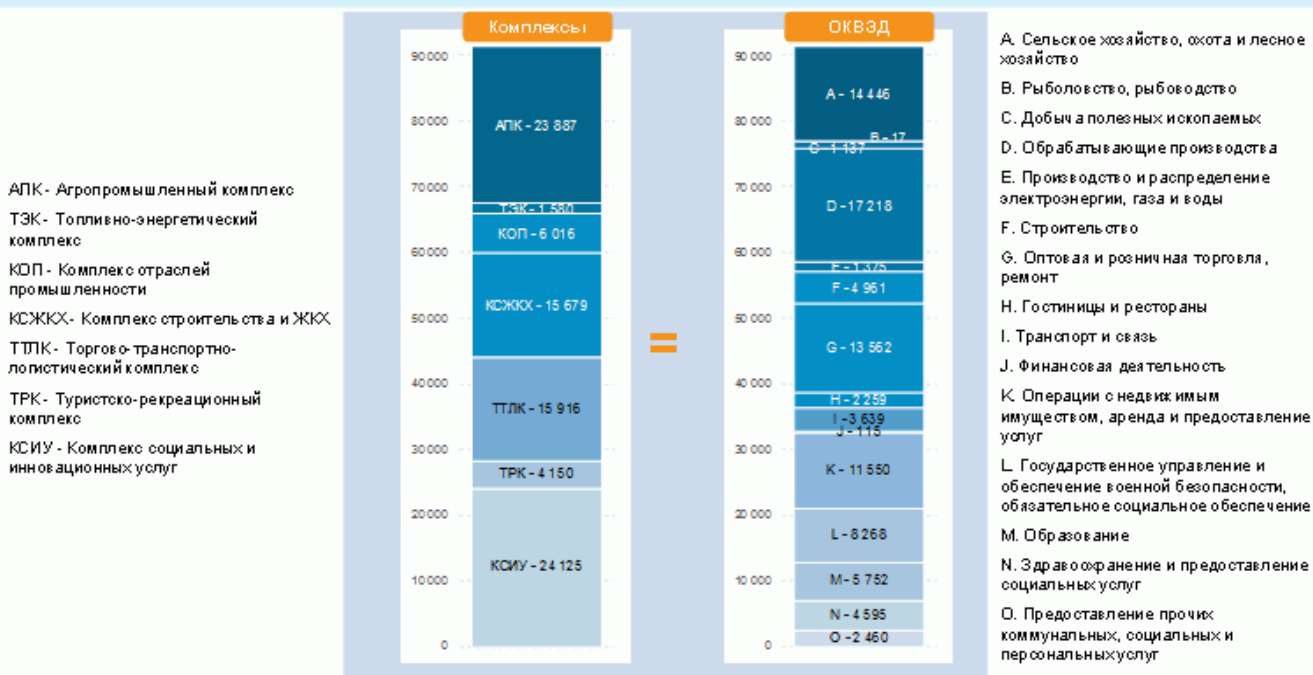 Комплексы
ОКВЭД
АПК - Агропромышленный комплекс
ТЭК - Топливно-энергетический
комплекс
КОП - Комплекс отраслей
промышленности
КСЖКХ - Комплекс строительства и ЖКХ
ТТЛК - Торгово-транспортно-
логистический комплекс
ТРК - Туристско-рекреационный
комплекс
КСИУ - Комплекс социальных и
инновационных услуг
90 000
80 000
70 000
60 000
50 000
40 000
30 000
20 000
10 000
0
АПК - 23 887
ТЭК - 1 580
КОП - 6 016
КСЖКХ - 15 679
ТТЛК - 15 916
ТРК - 4 150
КСИУ - 24 125
=
90 000
80 000
70 000
60 000
50 000
40 000
30 000
20 000
10 000
0
A - 14 446
B - 17
C - 1 137
D - 17 218
E - 1 375
F - 4 961
G - 13 562
H - 2 259
I - 3 639
J - 115
K - 11 550
L - 8 268
M - 5 752
N - 4 595
O - 2 460
A. Сельское хозяйство, охота и лесное
хозяйство
B. Рыболовство, рыбоводство
C. Добыча полезных ископаемых
D. Обрабатывающие производства
E. Производство и распределение
электроэнергии, газа и воды
F. Строительство
G. Оптовая и розничная торговля,
ремонт
H. Гостиницы и рестораны
I. Транспорт и связь
J. Финансовая деятельность
K. Операции с недвижимым
имуществом, аренда и предоставление
услуг
L. Государственное управление и
обеспечение военной безопасности,
обязательное социальное обеспечение
M. Образование
N. Здравоохранение и предоставление
социальных услуг
O. Предоставление прочих
коммунальных, социальных и
персональных услуг